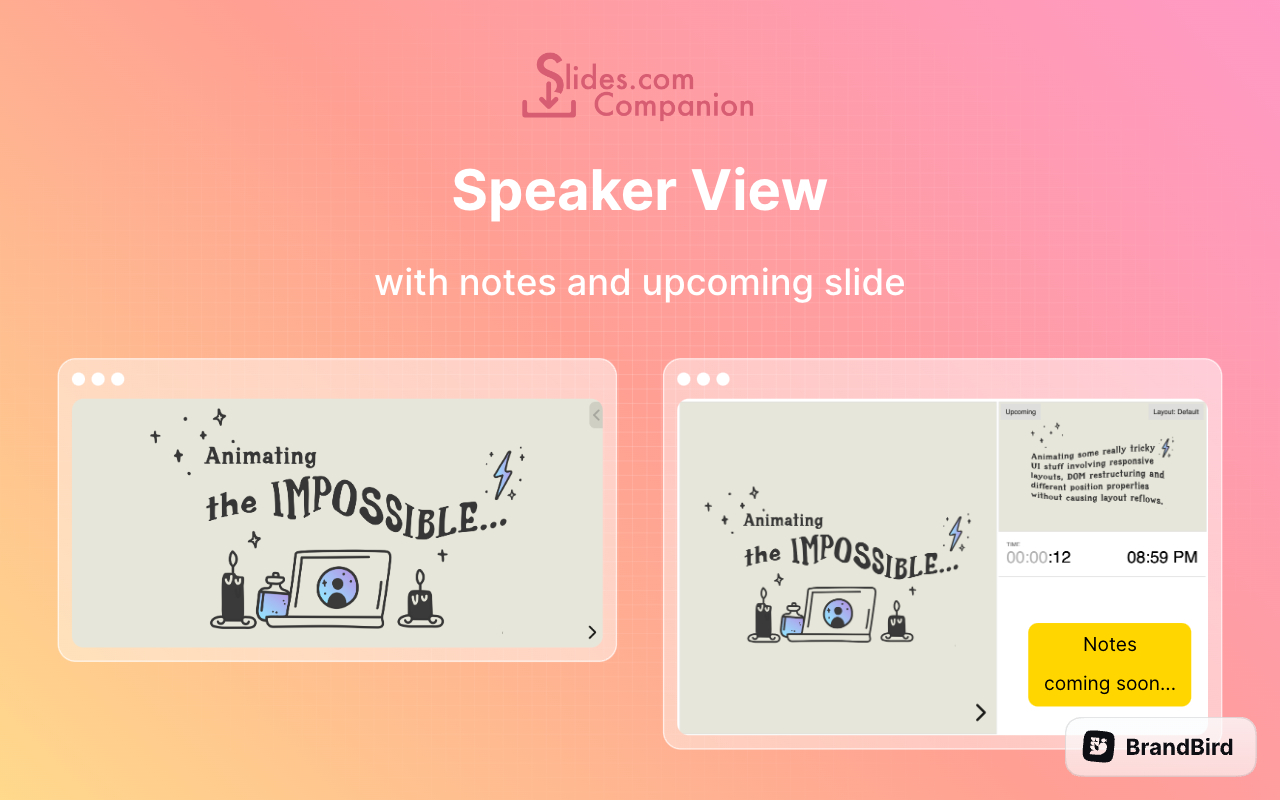 Slides.com
Companion
Speaker View
with notes and upcoming slide
Animating
the IMPOSSIBLE...
Animating
the IMPOSSIBLE...
Upcoming
Layout: Default
Animating some really tricky
UI stuff involving responsive
layouts, DOM restructuring and
different position properties
without causing layout reflows.
TIME
00:00:12
08:59 PM
Notes
coming soon...
BrandBird